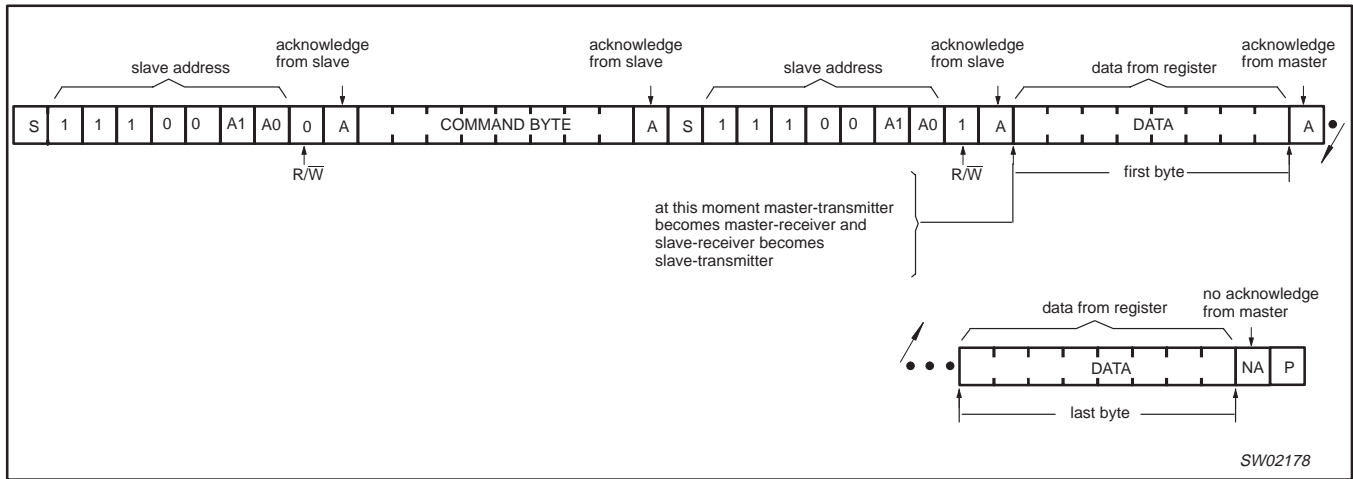 acknowledge
from slave
acknowledge
from slave
acknowledge
from slave
acknowledge
from master
slave address
slave address
data from register
S 1 1 1 0 0 A1 A0 0 A COMMAND BYTE A S 1 1 1 0 0 A1 A0 1 A DATA A
R/W̅
R/W̅
first byte
at this moment master-transmitter
becomes master-receiver and
slave-receiver becomes
slave-transmitter
data from register
no acknowledge
from master
DATA NA P
last byte
SW02178